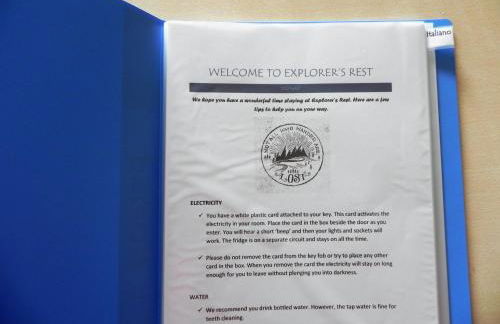 Italiano
WELCOME TO EXPLORER'S REST
We hope you have a wonderful time staying at Explorer's Rest. Here are a few
tips to help you on your way.
NOT ALL WHO WANDER ARE
LOST
ELECTRICITY
✓ You have a white plastic card attached to your key. This card activates the
electricity in your room. Place the card in the box beside the door as you
enter. You will hear a short 'beep' and then your lights and sockets will
work. The fridge is on a separate circuit and stays on all the time.
✓ Please do not remove the card from the key fob or try to place any other
card in the box. When you remove the card the electricity will stay on long
enough for you to leave without plunging you into darkness.
WATER
✓ We recommend you drink bottled water. However, the tap water is fine for
teeth cleaning.